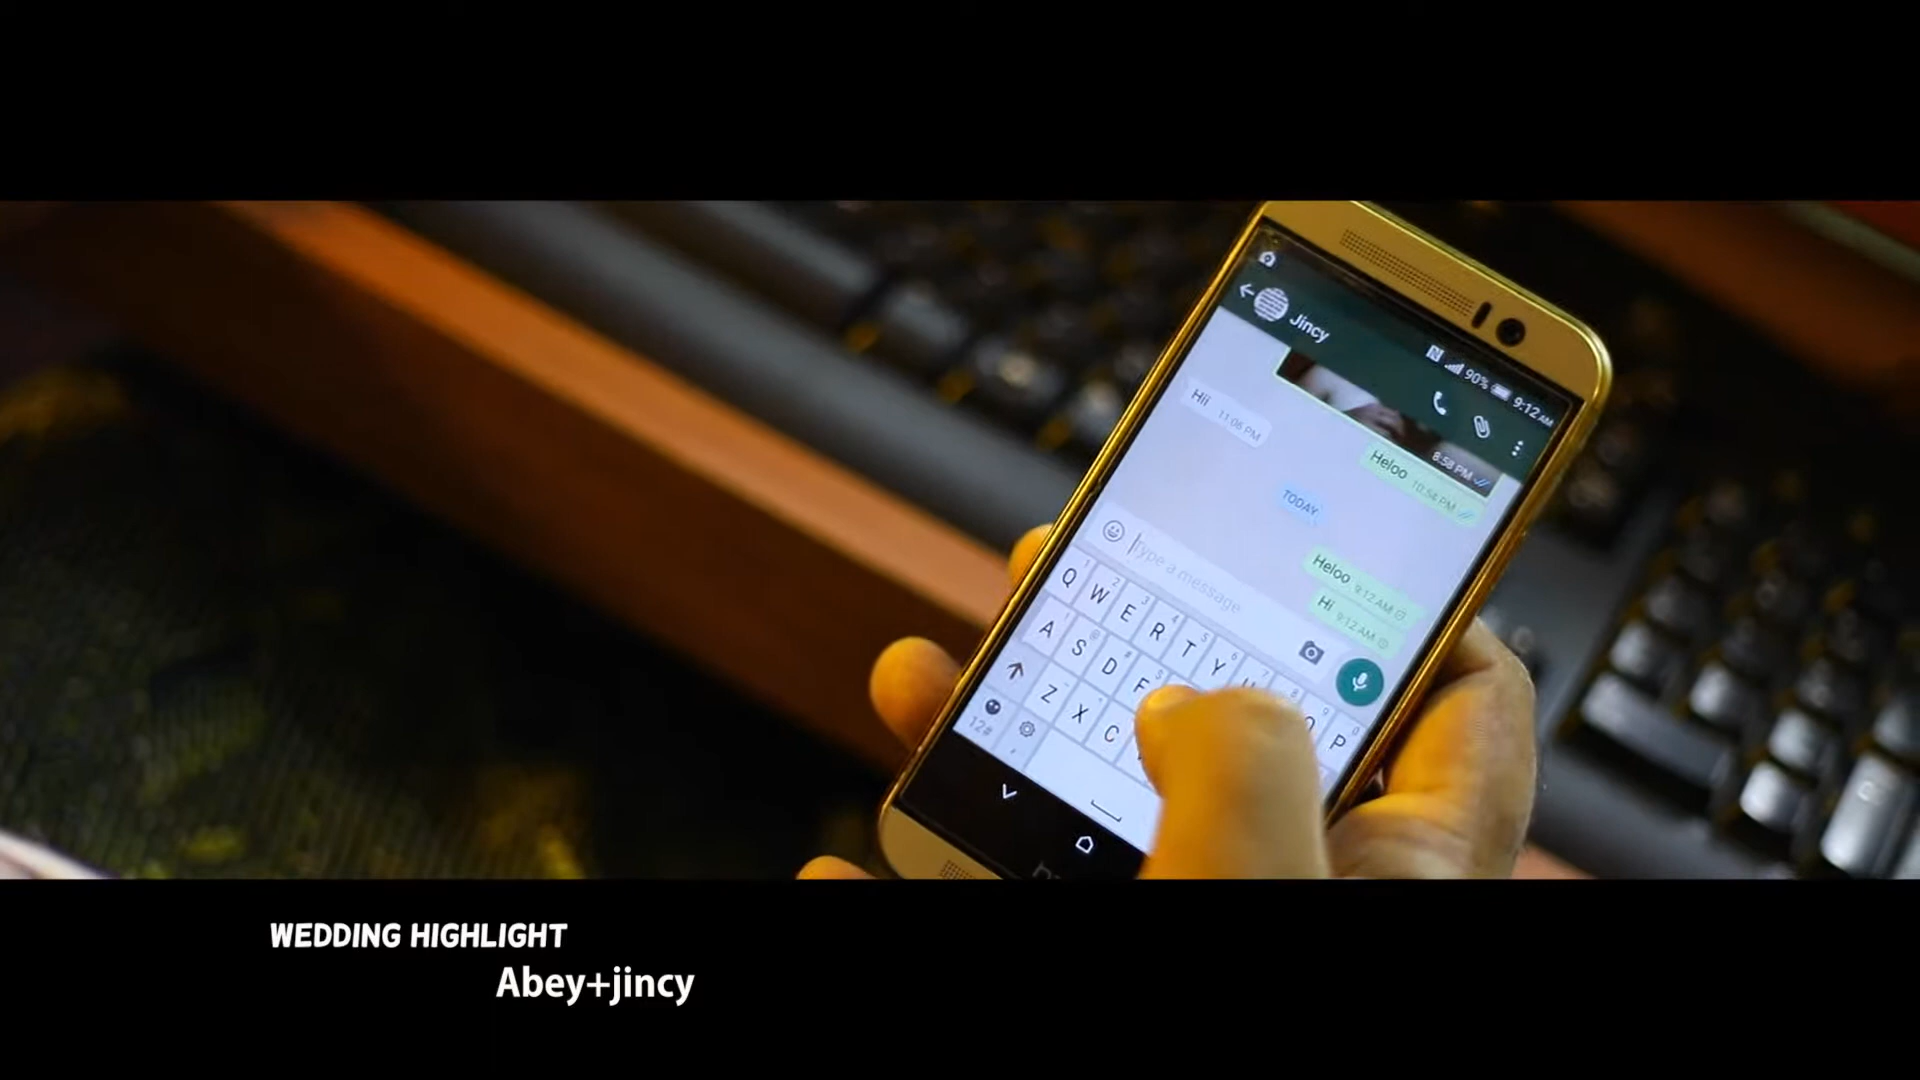 Jincy
90% 9:12 AM
8:58 PM
Hii 11:06 PM
Heloo 10:54 PM
TODAY
Heloo 9:12 AM
Hi 9:12 AM
Type a message
Q W E R T Y U O P
A S D F
Z X C
12#
WEDDING HIGHLIGHT
Abey+jincy